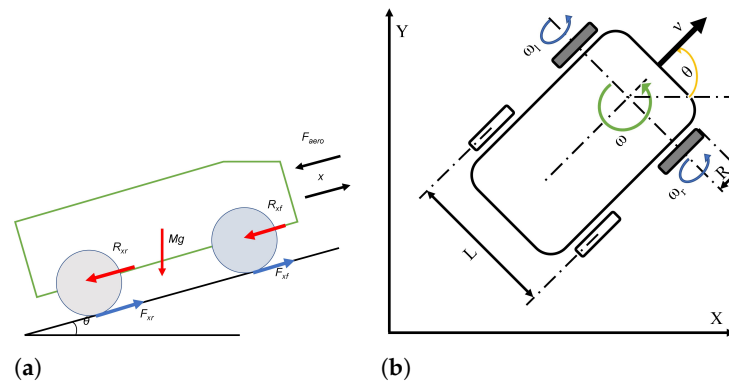 F_aero
x
R_xf
Mg
R_xr
F_xf
F_xr
θ
(a)
Y
ω_l
v
θ
ω
R
ω_r
L
X
(b)